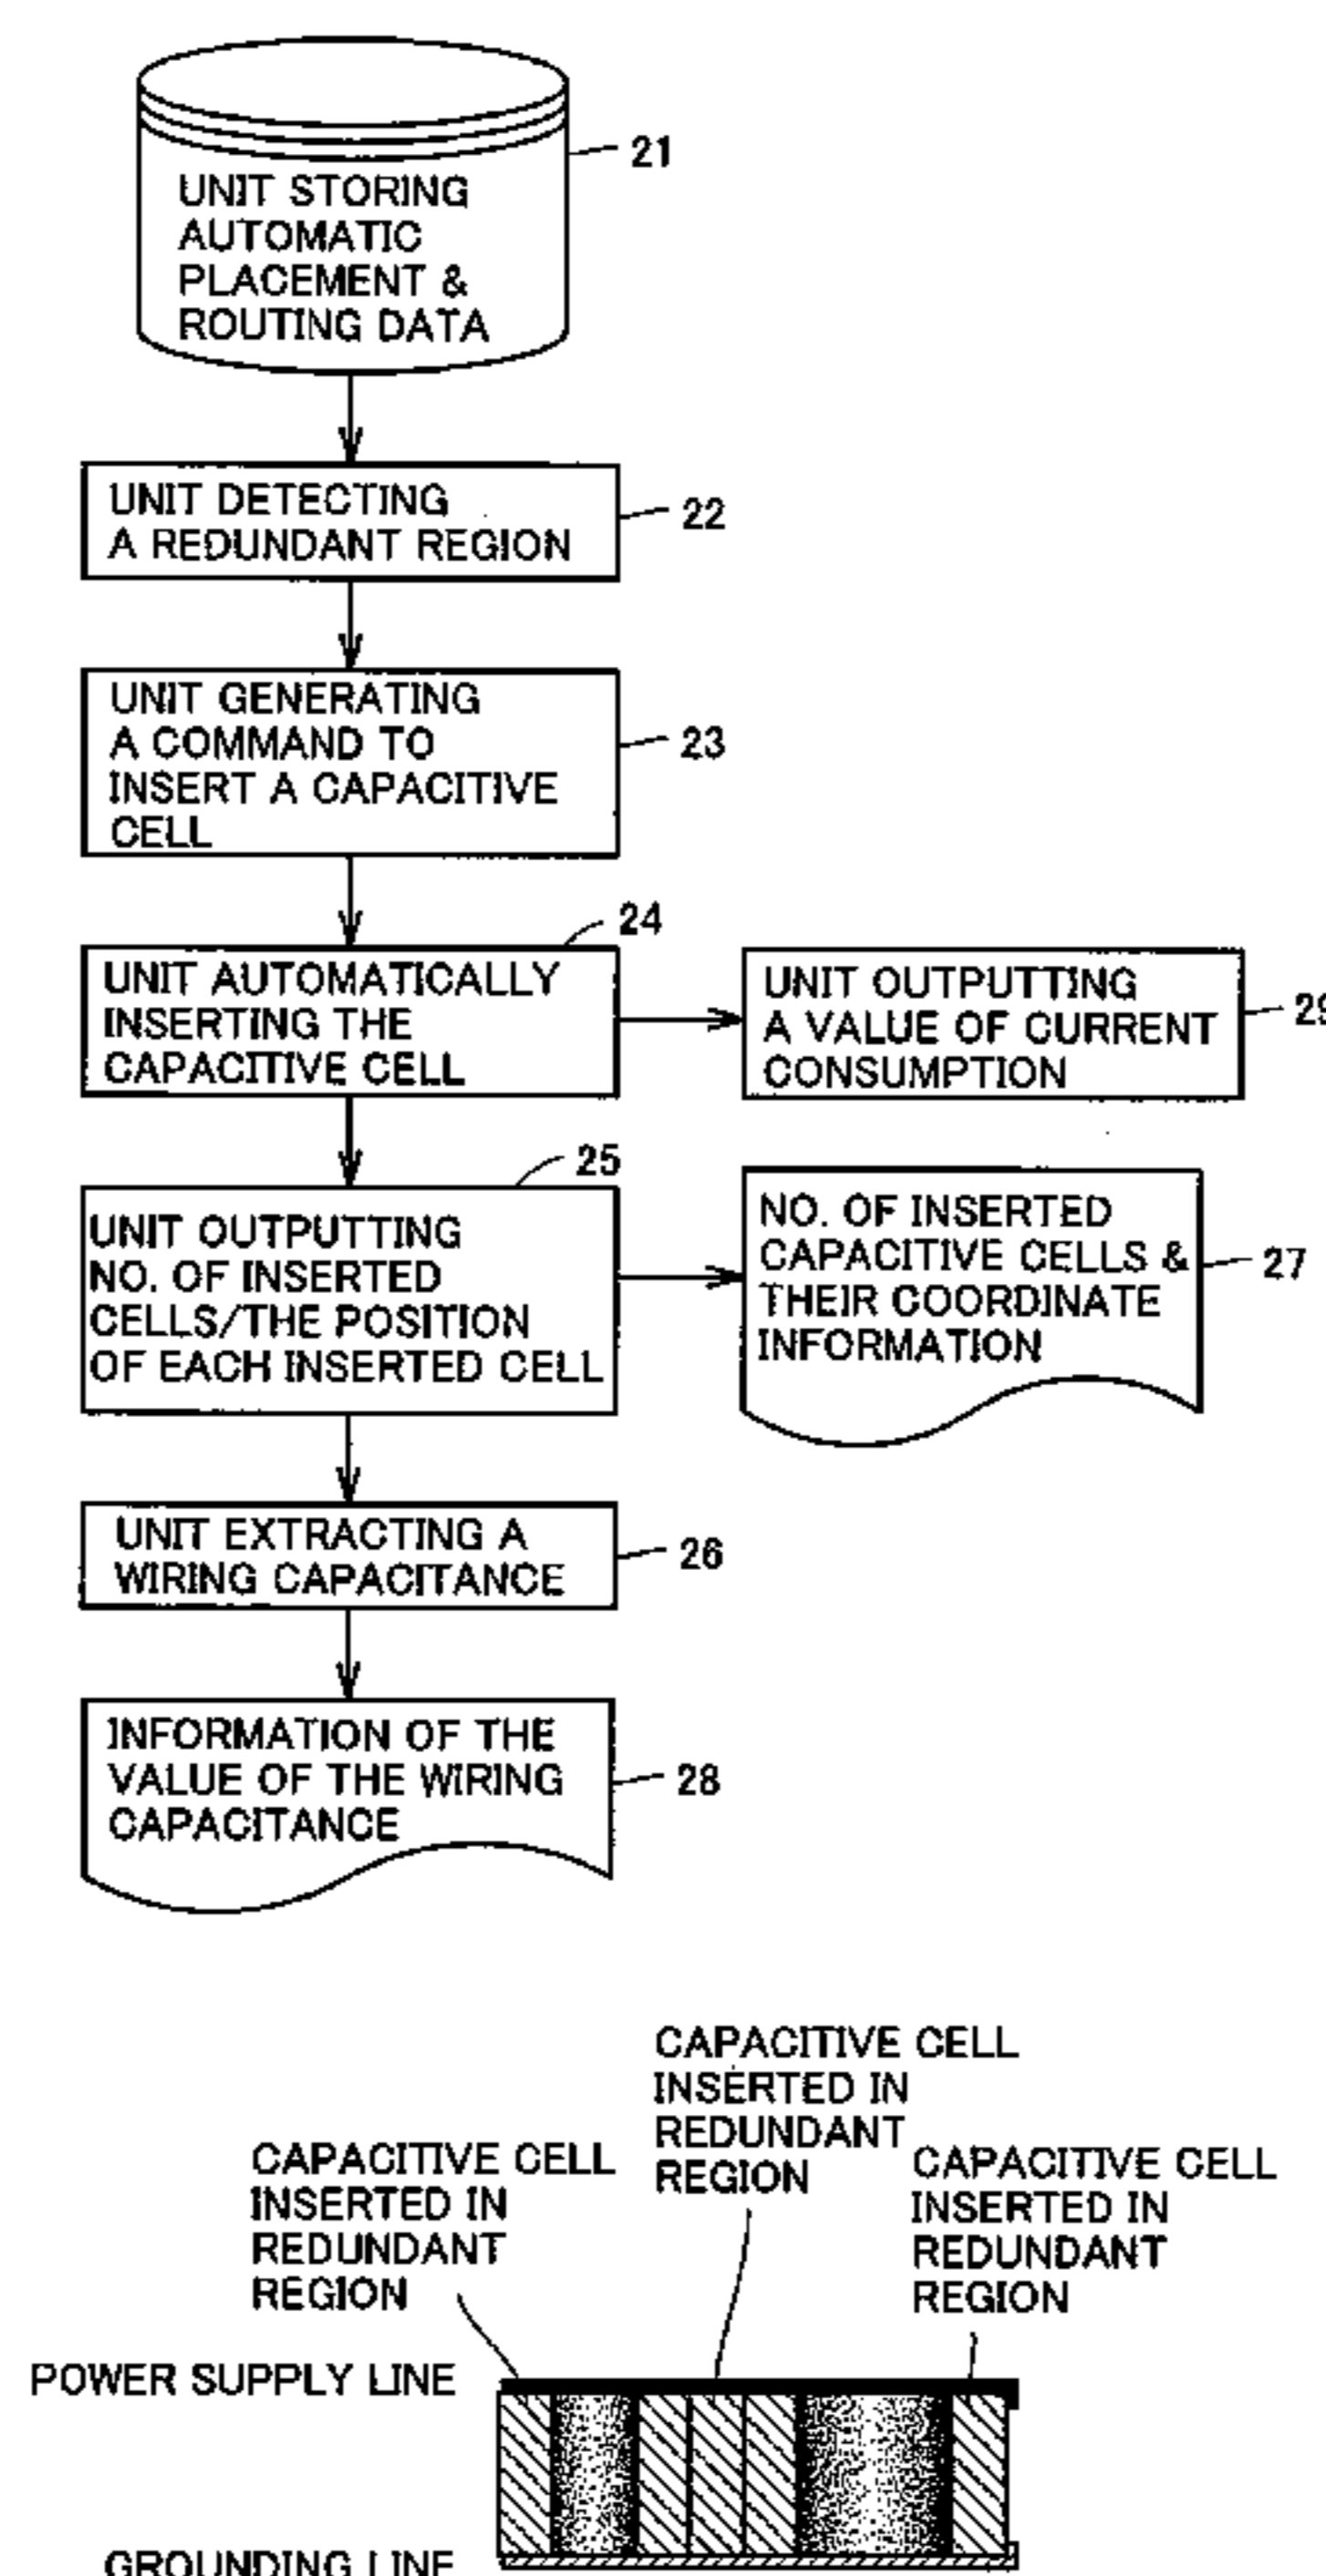 21
UNIT STORING
AUTOMATIC
PLACEMENT &
ROUTING DATA
UNIT DETECTING
A REDUNDANT REGION
22
UNIT GENERATING
A COMMAND TO
INSERT A CAPACITIVE
CELL
23
24
UNIT AUTOMATICALLY
INSERTING THE
CAPACITIVE CELL
UNIT OUTPUTTING
A VALUE OF CURRENT
CONSUMPTION
29
25
UNIT OUTPUTTING
NO. OF INSERTED
CELLS/THE POSITION
OF EACH INSERTED CELL
NO. OF INSERTED
CAPACITIVE CELLS &
THEIR COORDINATE
INFORMATION
27
UNIT EXTRACTING A
WIRING CAPACITANCE
26
INFORMATION OF THE
VALUE OF THE WIRING
CAPACITANCE
28
CAPACITIVE CELL
INSERTED IN
REDUNDANT
REGION
CAPACITIVE CELL
INSERTED IN
REDUNDANT
REGION
CAPACITIVE CELL
INSERTED IN
REDUNDANT
REGION
POWER SUPPLY LINE
GROUNDING LINE